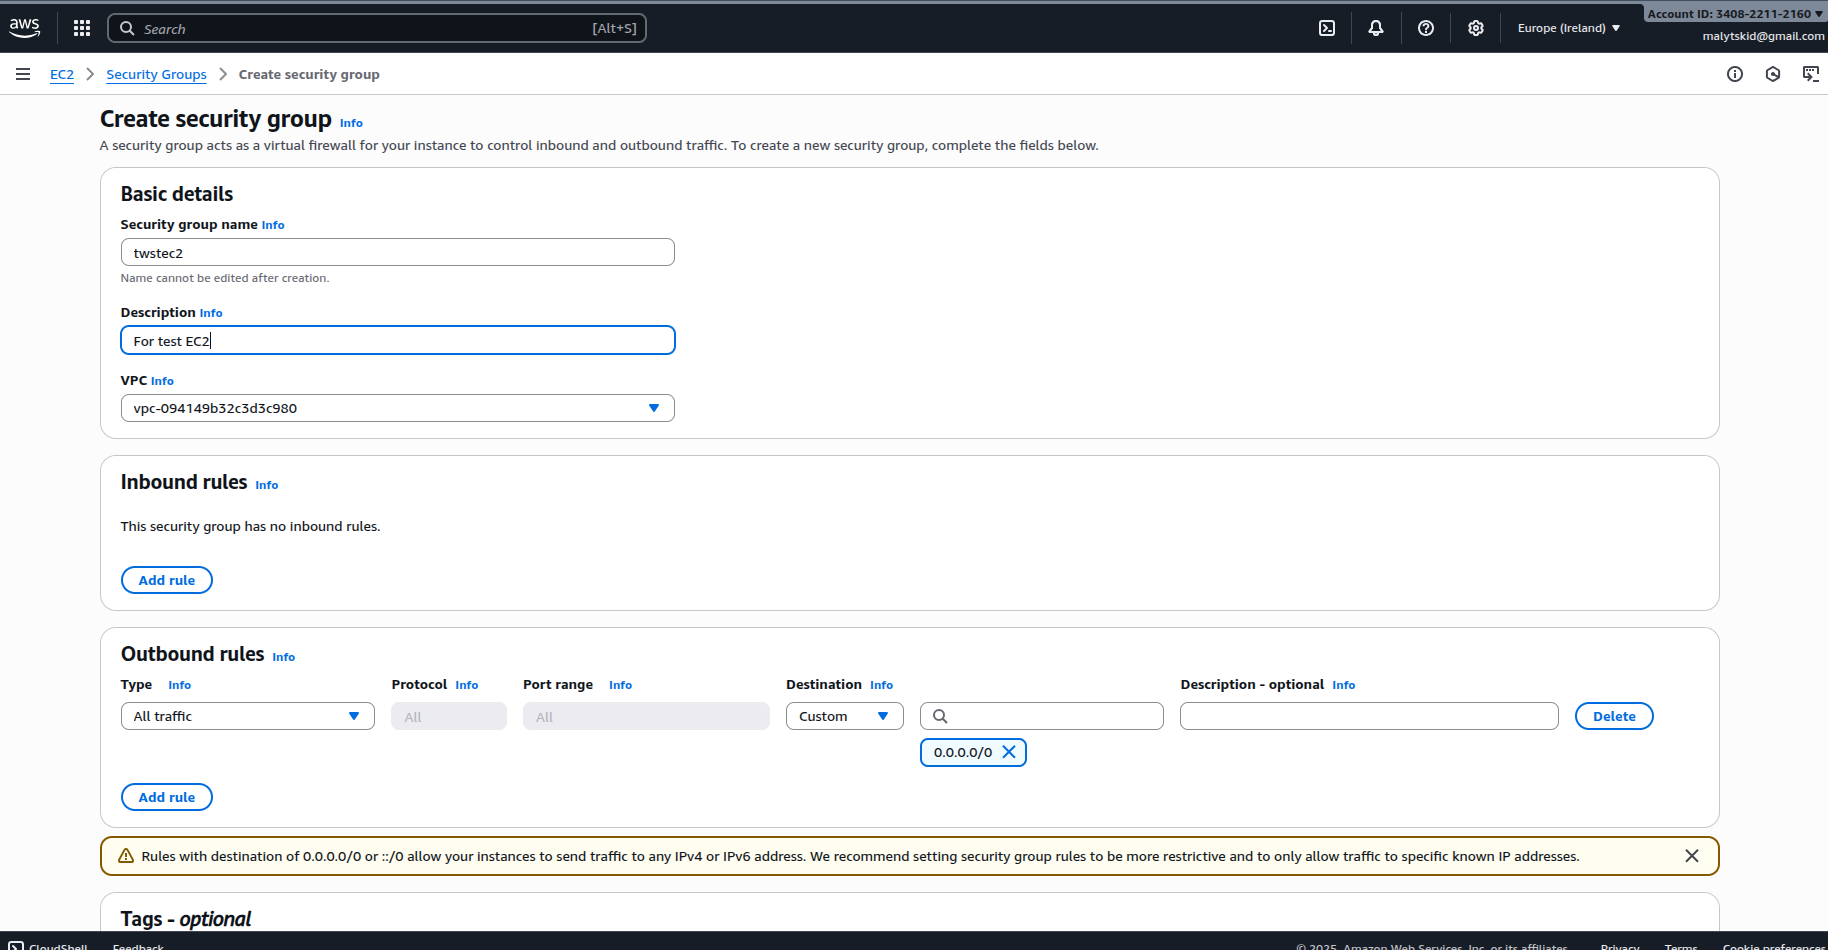 aws
Search [Alt+S]
Europe (Ireland)
Account ID: 3408-2211-2160
malytskid@gmail.com
EC2 Security Groups Create security group
Create security group Info
A security group acts as a virtual firewall for your instance to control inbound and outbound traffic. To create a new security group, complete the fields below.
Basic details
Security group name Info
twstec2
Name cannot be edited after creation.
Description Info
For test EC2
VPC Info
vpc-094149b32c3d3c980
Inbound rules Info
This security group has no inbound rules.
Add rule
Outbound rules Info
Type Info Protocol Info Port range Info Destination Info Description – optional Info
All traffic All All Custom Delete
0.0.0.0/0
Add rule
Rules with destination of 0.0.0.0/0 or ::/0 allow your instances to send traffic to any IPv4 or IPv6 address. We recommend setting security group rules to be more restrictive and to only allow traffic to specific known IP addresses.
Tags - optional
CloudShell Feedback © 2025, Amazon Web Services, Inc. or its affiliates. Privacy Terms Cookie preferences